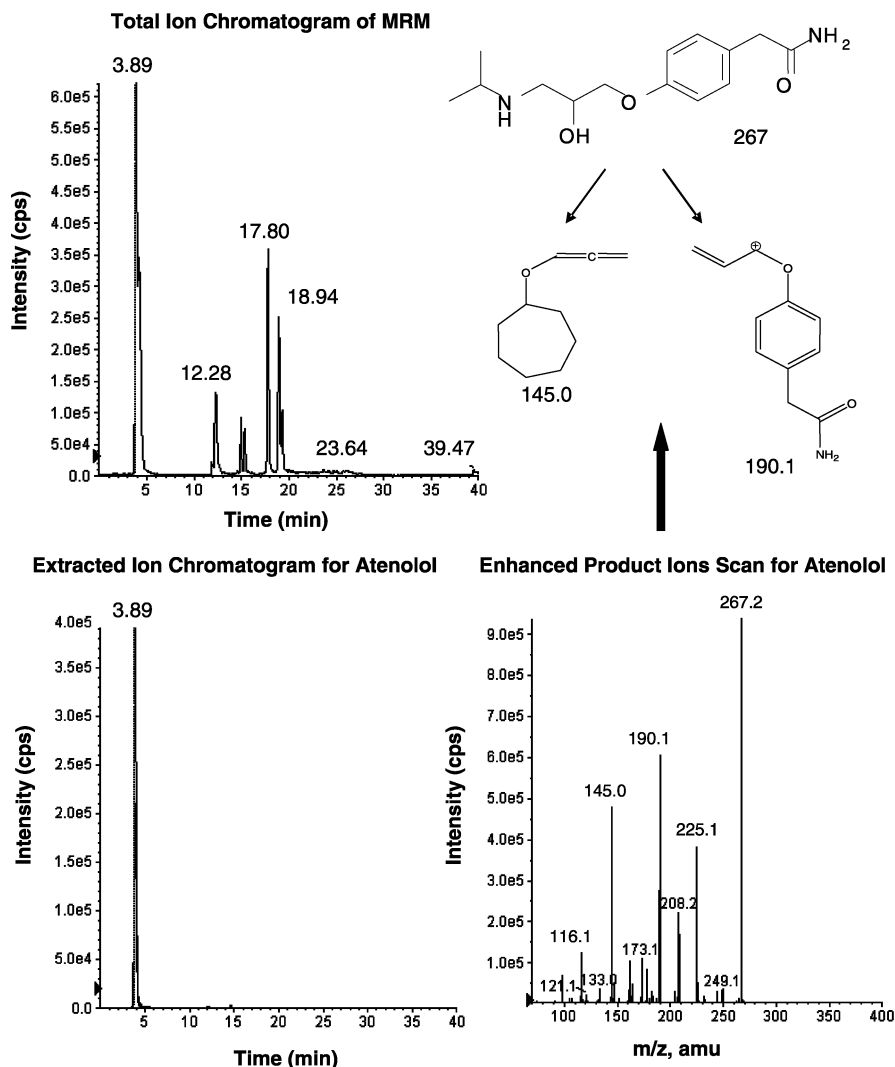 Total Ion Chromatogram of MRM
3.89
6.0e5
5.5e5
5.0e5
4.5e5
4.0e5
3.5e5
3.0e5
2.5e5
2.0e5
1.5e5
1.0e5
5.0e4
0.0
Intensity (cps)
17.80
18.94
12.28
23.64
39.47
5 10 15 20 25 30 35 40
Time (min)
NH2
O
N
H
OH
O
267
O
C
145.0
⊕
O
O
NH2
190.1
Extracted Ion Chromatogram for Atenolol
3.89
4.0e5
3.5e5
3.0e5
2.5e5
2.0e5
1.5e5
1.0e5
5.0e4
0.0
Intensity (cps)
5 10 15 20 25 30 35 40
Time (min)
Enhanced Product Ions Scan for Atenolol
267.2
9.0e5
8.0e5
7.0e5
6.0e5
5.0e5
4.0e5
3.0e5
2.0e5
1.0e5
Intensity (cps)
190.1
145.0
225.1
208.2
116.1
173.1
121.1
133.0
249.1
100 150 200 250 300 350 400
m/z, amu